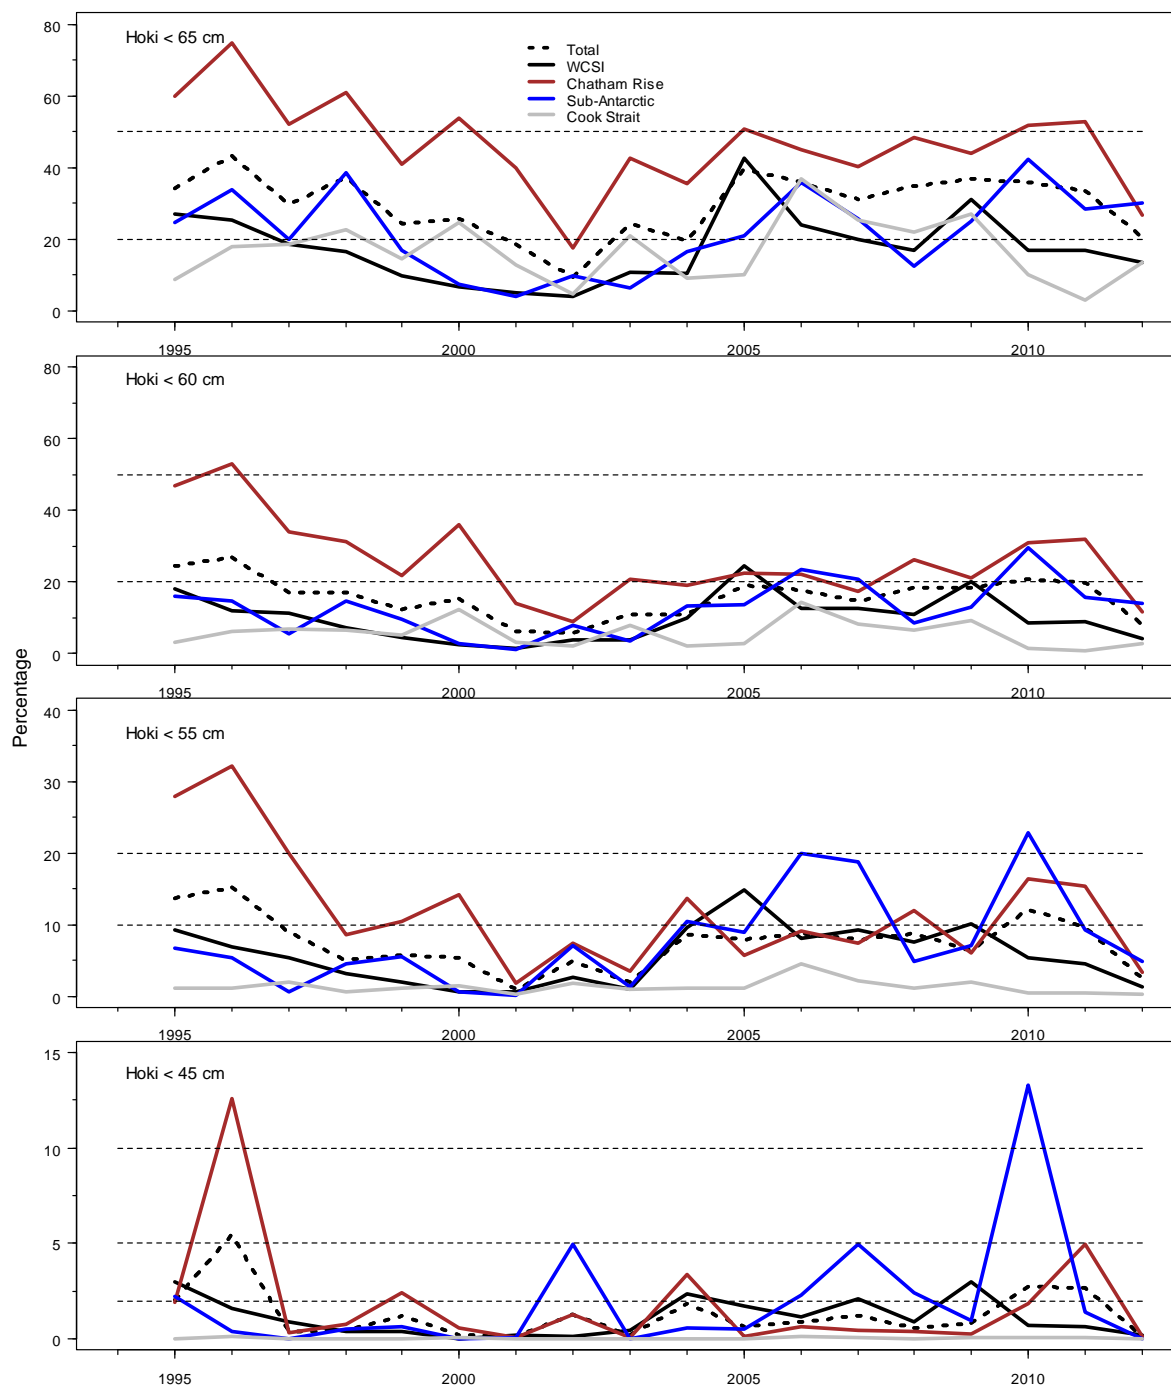 80
Hoki < 65 cm
Total
WCSI
Chatham Rise
Sub-Antarctic
Cook Strait
60
40
20
0
1995 2000 2005 2010
80
Hoki < 60 cm
60
40
20
0
1995 2000 2005 2010
Percentage
40
Hoki < 55 cm
30
20
10
0
1995 2000 2005 2010
15
Hoki < 45 cm
10
5
0
1995 2000 2005 2010